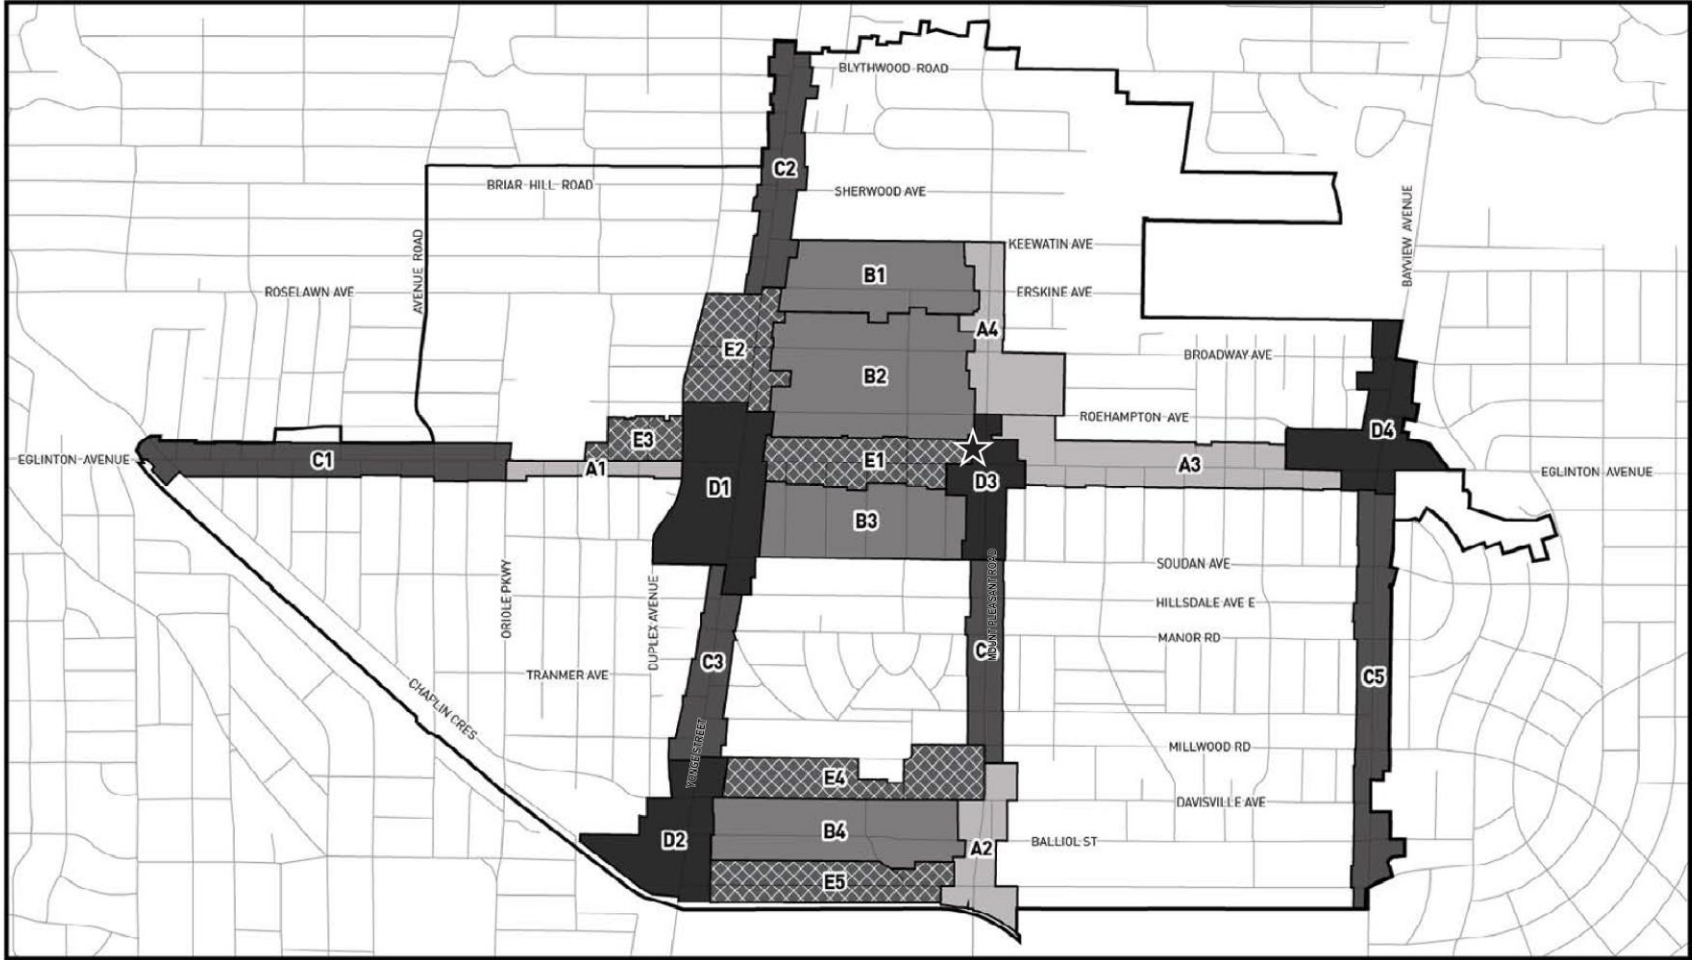 BLYTHWOOD ROAD
C2
BRIAR HILL ROAD
SHERWOOD AVE
BAYVIEW AVENUE
AVENUE ROAD
KEEWATIN AVE
B1
ROSELAWN AVE
ERSKINE AVE
A4
E2
BROADWAY AVE
B2
ROEHAMPTON AVE
D4
E3
EGLINTON AVENUE
C1
A1
E1
A3
EGLINTON AVENUE
D1
D3
B3
SOUDAN AVE
ORIOLE PKWY
DUPLEX AVENUE
MOUNT PLEASANT ROAD
HILLSDALE AVE E
MANOR RD
C
C3
TRANMER AVE
C5
CHAPLIN CRES
YONGE STREET
MILLWOOD RD
E4
DAVISVILLE AVE
B4
D2
BALLIOL ST
A2
E5